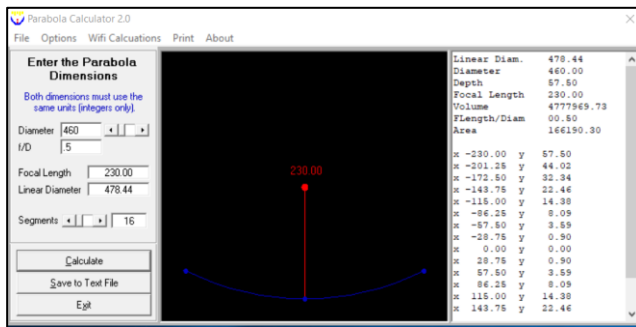 Parabola Calculator 2.0
File Options Wifi Calcuations Print About
Enter the Parabola
Dimensions
Both dimensions must use the
same units (integers only).
Diameter 460
f/D .5
Focal Length 230.00
Linear Diameter 478.44
Segments 16
Calculate
Save to Text File
Exit
230.00
Linear Diam. 478.44
Diameter 460.00
Depth 57.50
Focal Length 230.00
Volume 4777969.73
FLength/Diam 00.50
Area 166190.30
x -230.00 y 57.50
x -201.25 y 44.02
x -172.50 y 32.34
x -143.75 y 22.46
x -115.00 y 14.38
x -86.25 y 8.09
x -57.50 y 3.59
x -28.75 y 0.90
x 0.00 y 0.00
x 28.75 y 0.90
x 57.50 y 3.59
x 86.25 y 8.09
x 115.00 y 14.38
x 143.75 y 22.46